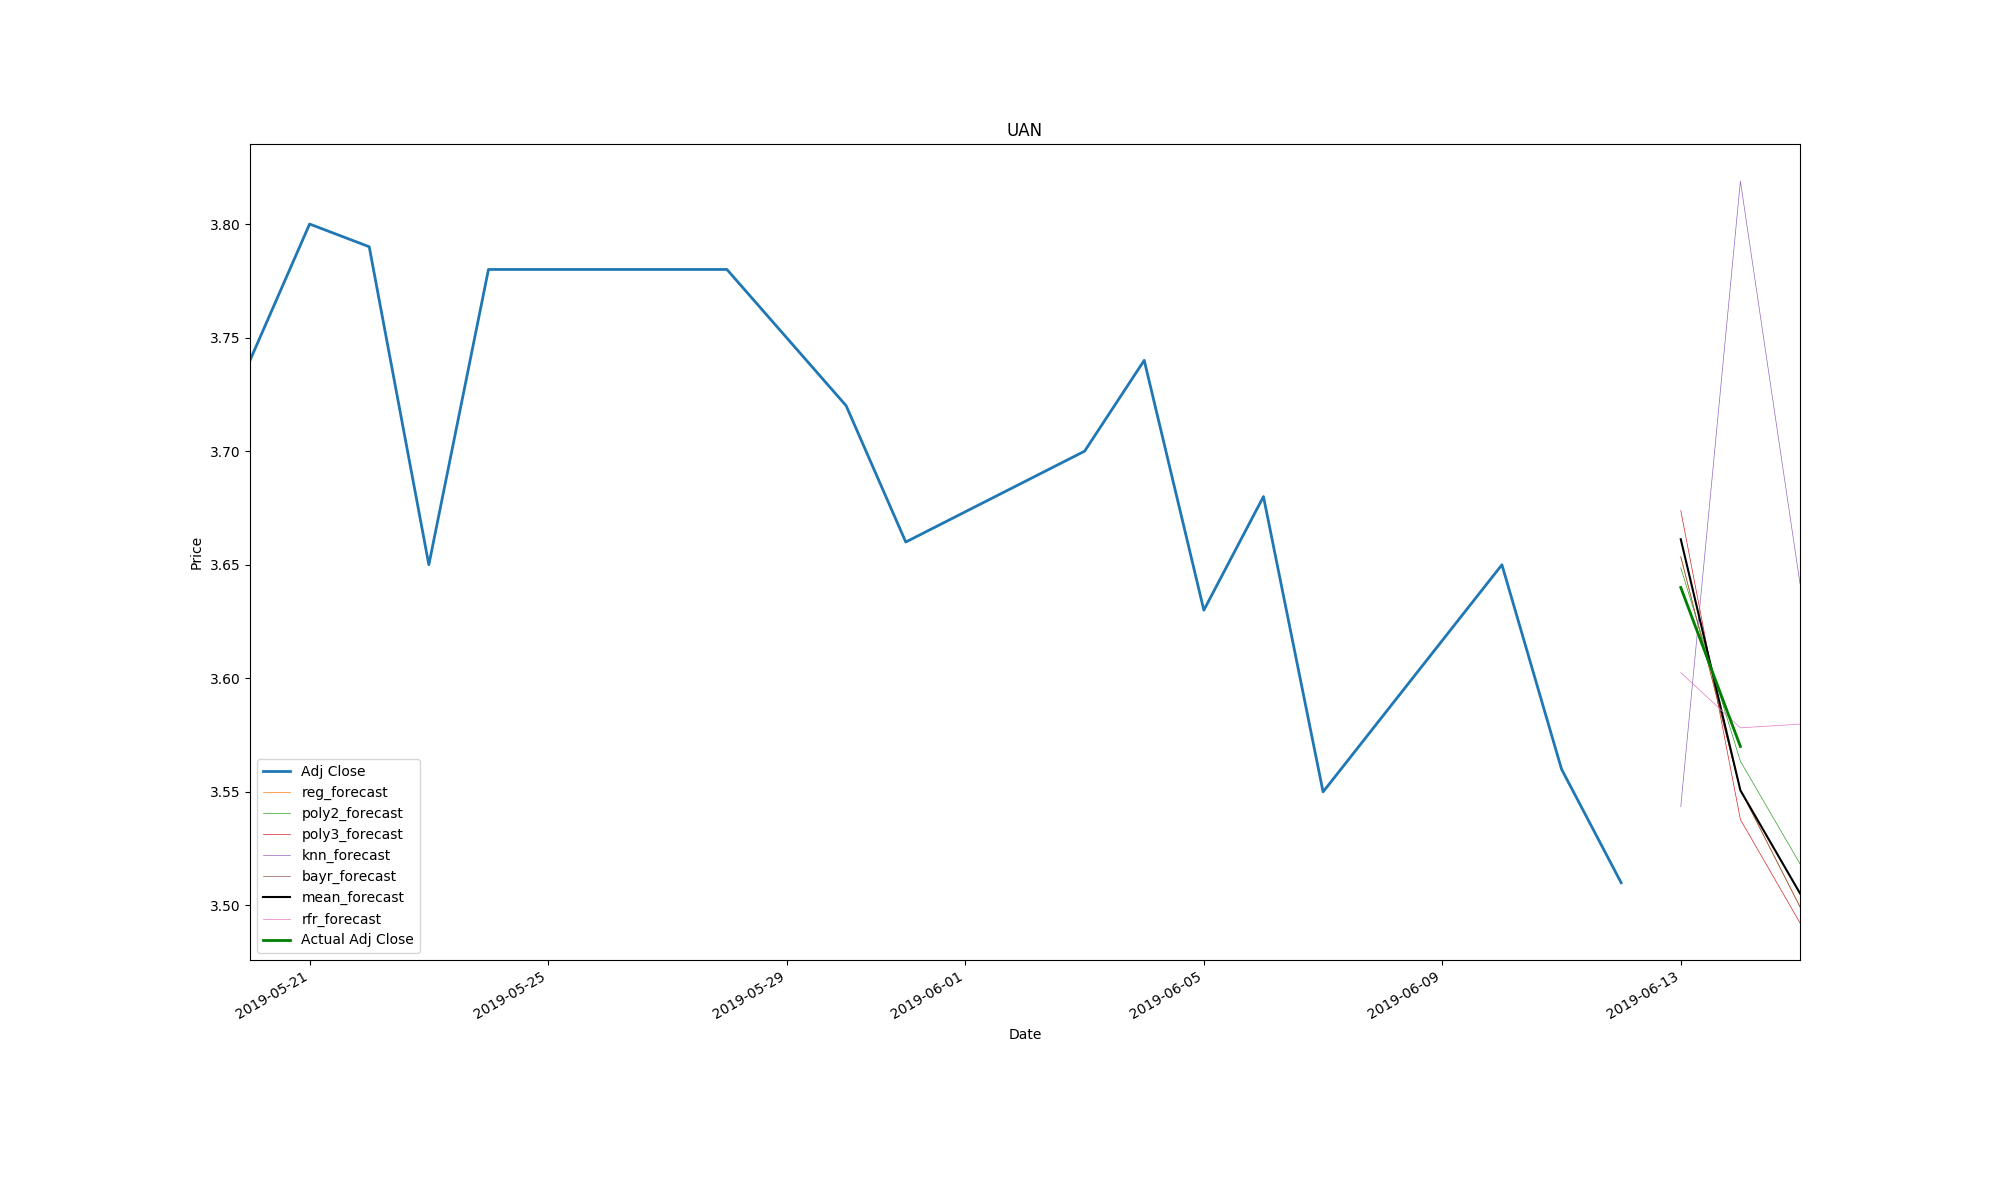 UAN
3.80
3.75
3.70
3.65
3.60
3.55
3.50
Price
Adj Close
reg_forecast
poly2_forecast
poly3_forecast
knn_forecast
bayr_forecast
mean_forecast
rfr_forecast
Actual Adj Close
2019-05-21
2019-05-25
2019-05-29
2019-06-01
2019-06-05
2019-06-09
2019-06-13
Date